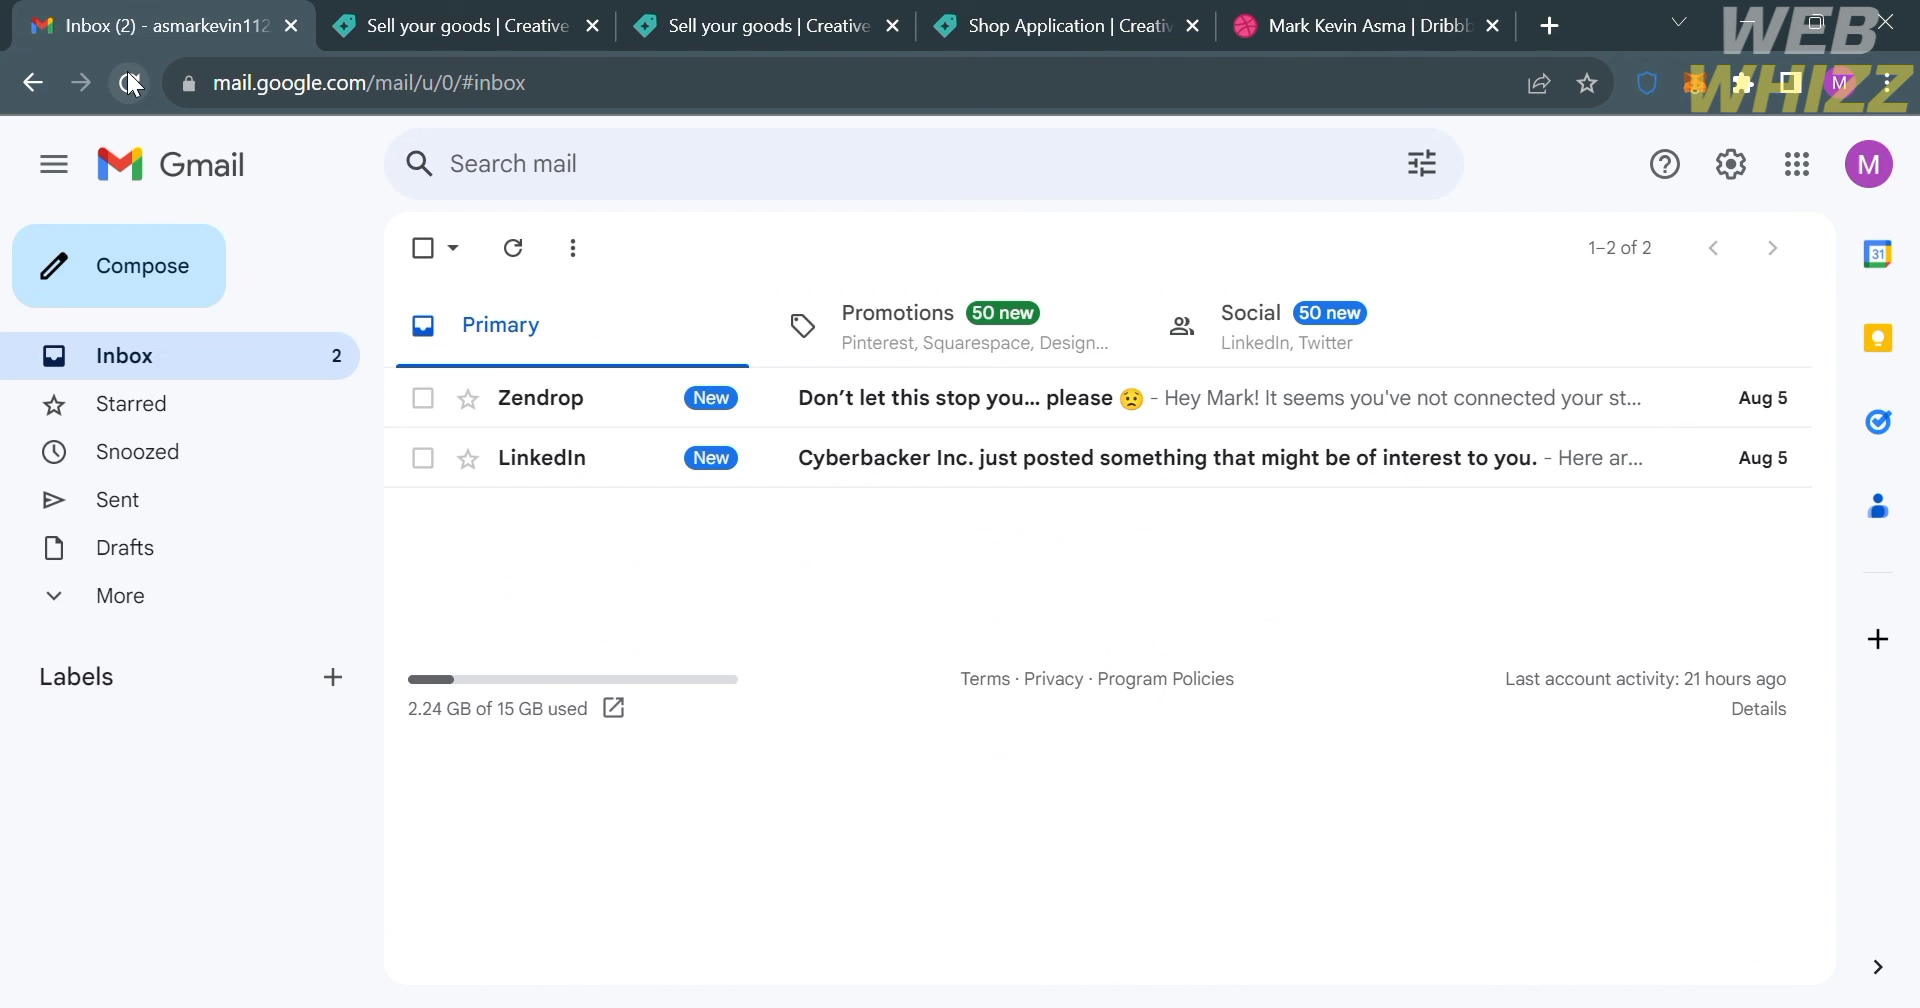 Inbox (2) - asmarkevin112
Sell your goods | Creative
Sell your goods | Creative
Shop Application | Creativ
Mark Kevin Asma | Dribbb
WEB
WHIZZ
mail.google.com/mail/u/0/#inbox
M
Gmail
Search mail
M
Compose
1–2 of 2
31
Primary
Promotions 50 new
Pinterest, Squarespace, Design...
Social 50 new
LinkedIn, Twitter
Inbox 2
Starred
Snoozed
Sent
Drafts
More
Labels
Zendrop New Don't let this stop you... please 😟 - Hey Mark! It seems you've not connected your st... Aug 5
LinkedIn New Cyberbacker Inc. just posted something that might be of interest to you. - Here ar... Aug 5
2.24 GB of 15 GB used
Terms · Privacy · Program Policies
Last account activity: 21 hours ago
Details